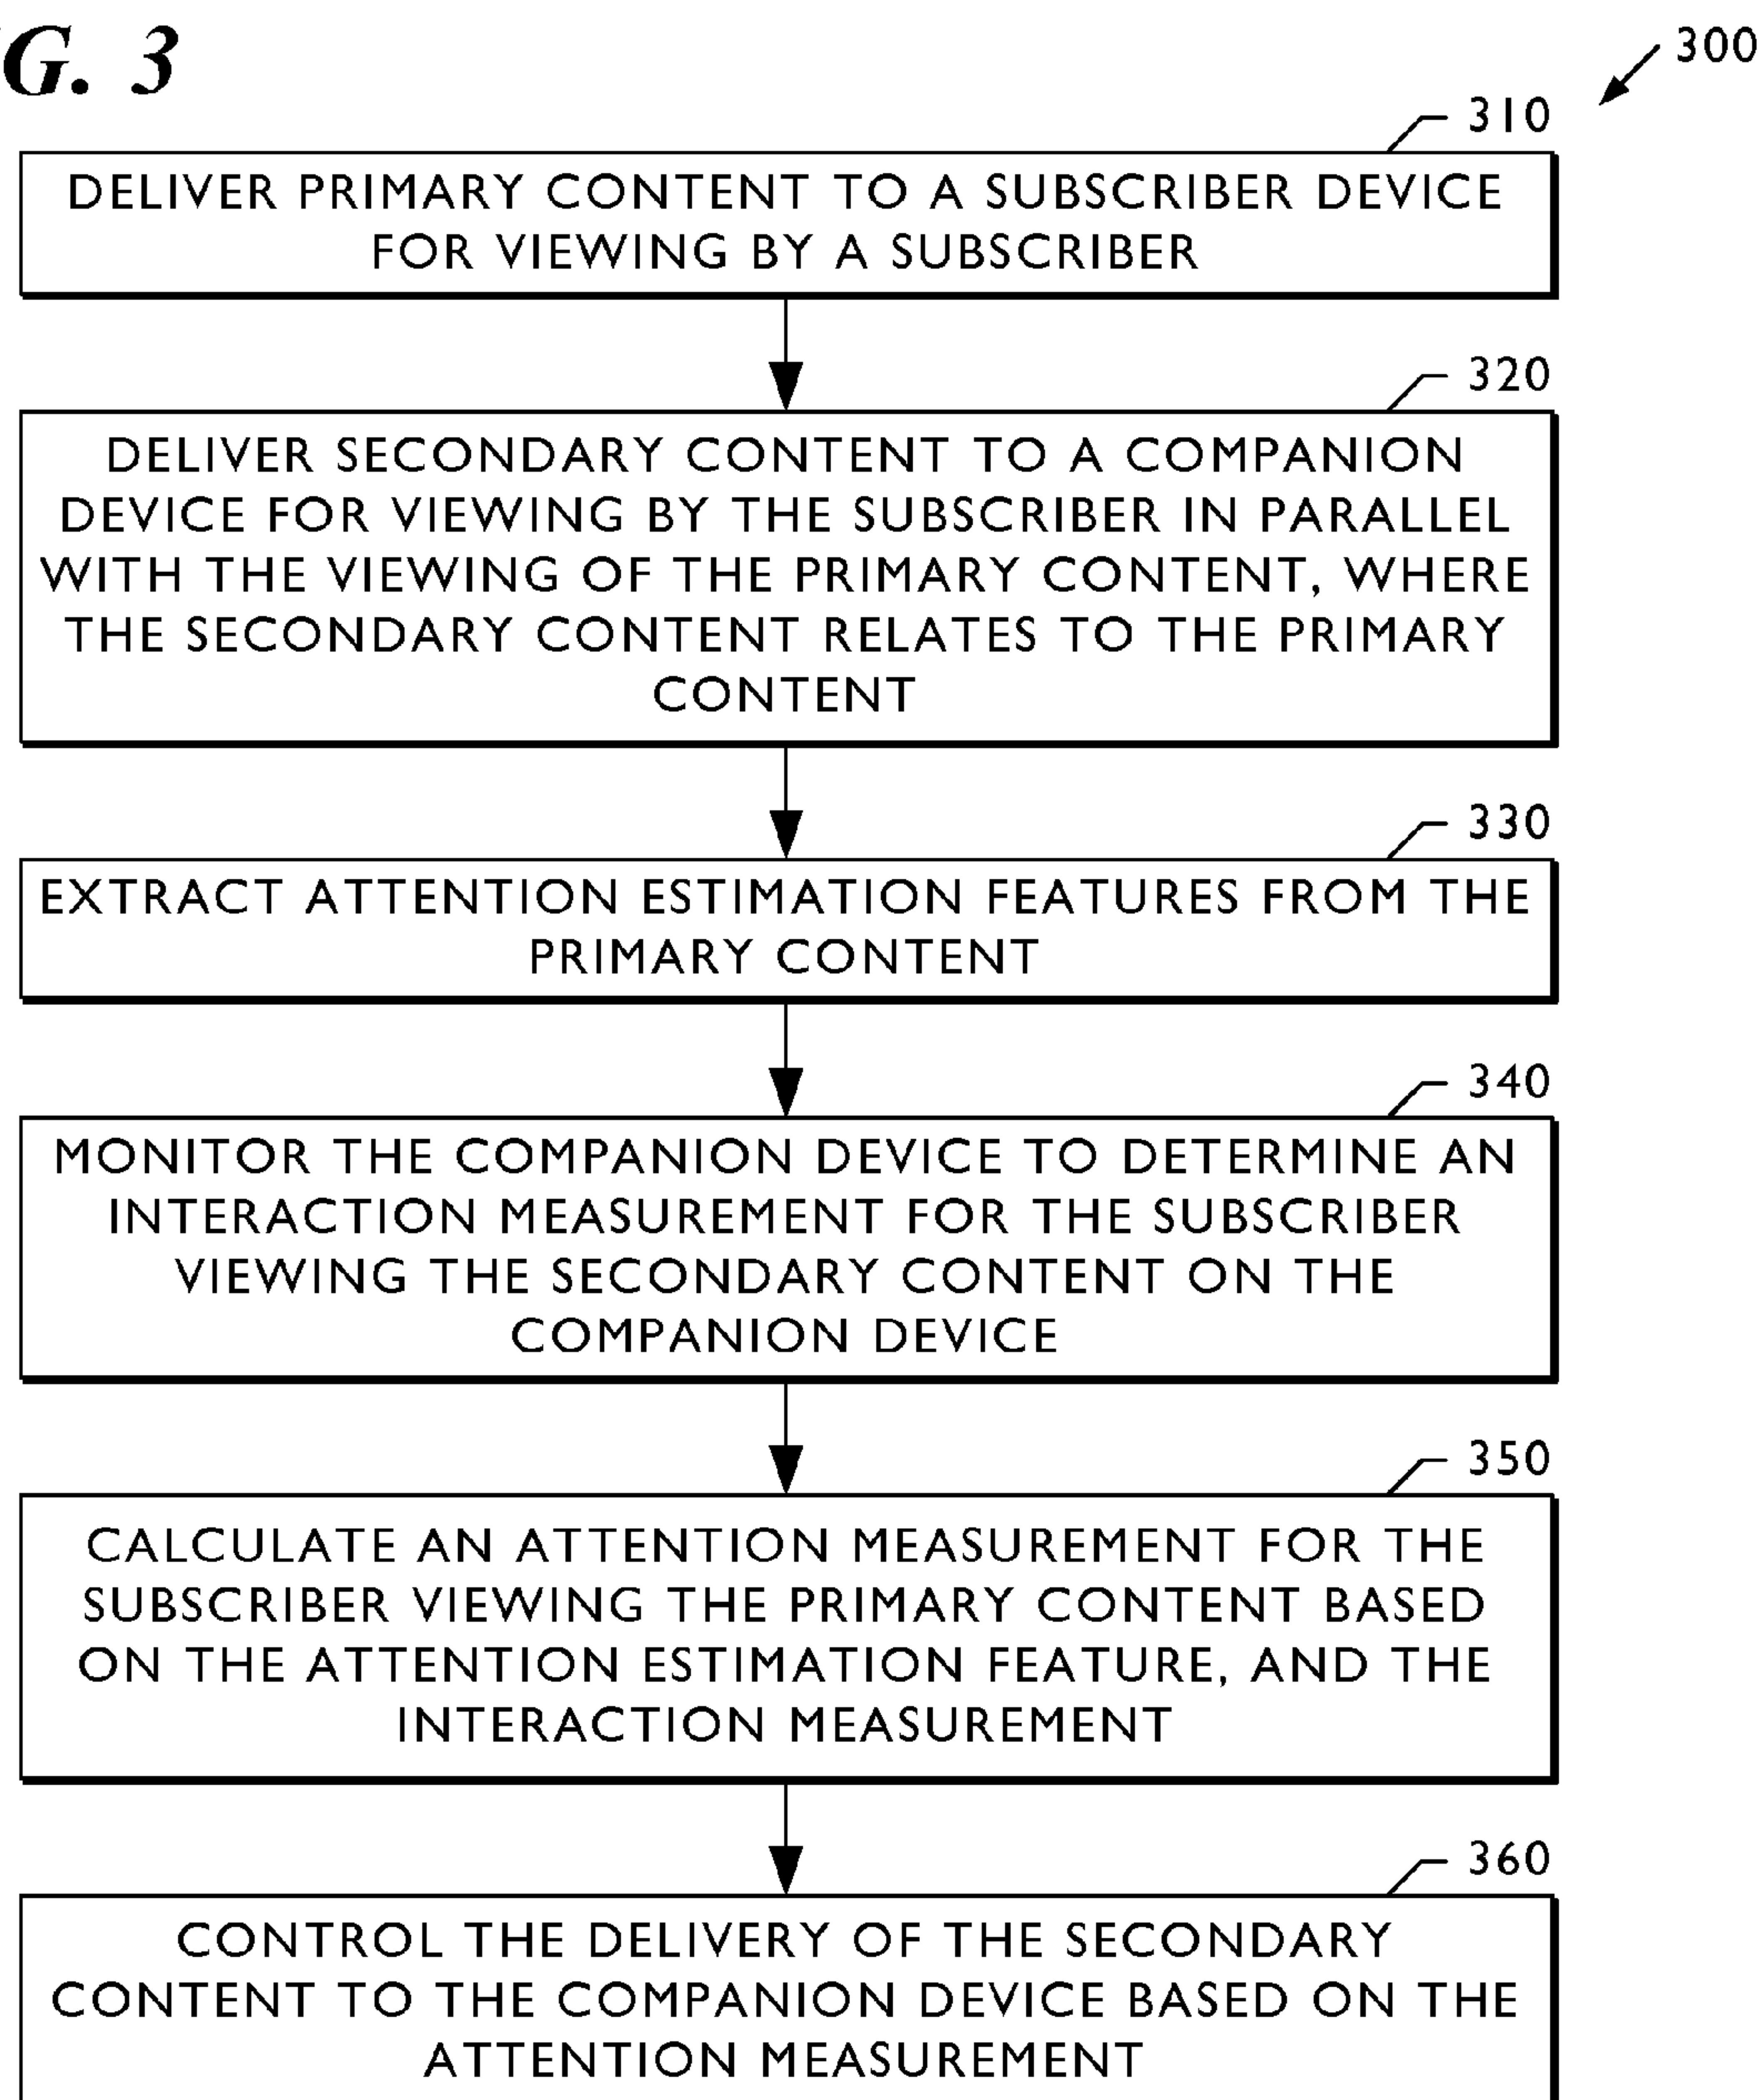 G. 3
300
310
DELIVER PRIMARY CONTENT TO A SUBSCRIBER DEVICE
FOR VIEWING BY A SUBSCRIBER
320
DELIVER SECONDARY CONTENT TO A COMPANION
DEVICE FOR VIEWING BY THE SUBSCRIBER IN PARALLEL
WITH THE VIEWING OF THE PRIMARY CONTENT, WHERE
THE SECONDARY CONTENT RELATES TO THE PRIMARY
CONTENT
330
EXTRACT ATTENTION ESTIMATION FEATURES FROM THE
PRIMARY CONTENT
340
MONITOR THE COMPANION DEVICE TO DETERMINE AN
INTERACTION MEASUREMENT FOR THE SUBSCRIBER
VIEWING THE SECONDARY CONTENT ON THE
COMPANION DEVICE
350
CALCULATE AN ATTENTION MEASUREMENT FOR THE
SUBSCRIBER VIEWING THE PRIMARY CONTENT BASED
ON THE ATTENTION ESTIMATION FEATURE, AND THE
INTERACTION MEASUREMENT
360
CONTROL THE DELIVERY OF THE SECONDARY
CONTENT TO THE COMPANION DEVICE BASED ON THE
ATTENTION MEASUREMENT